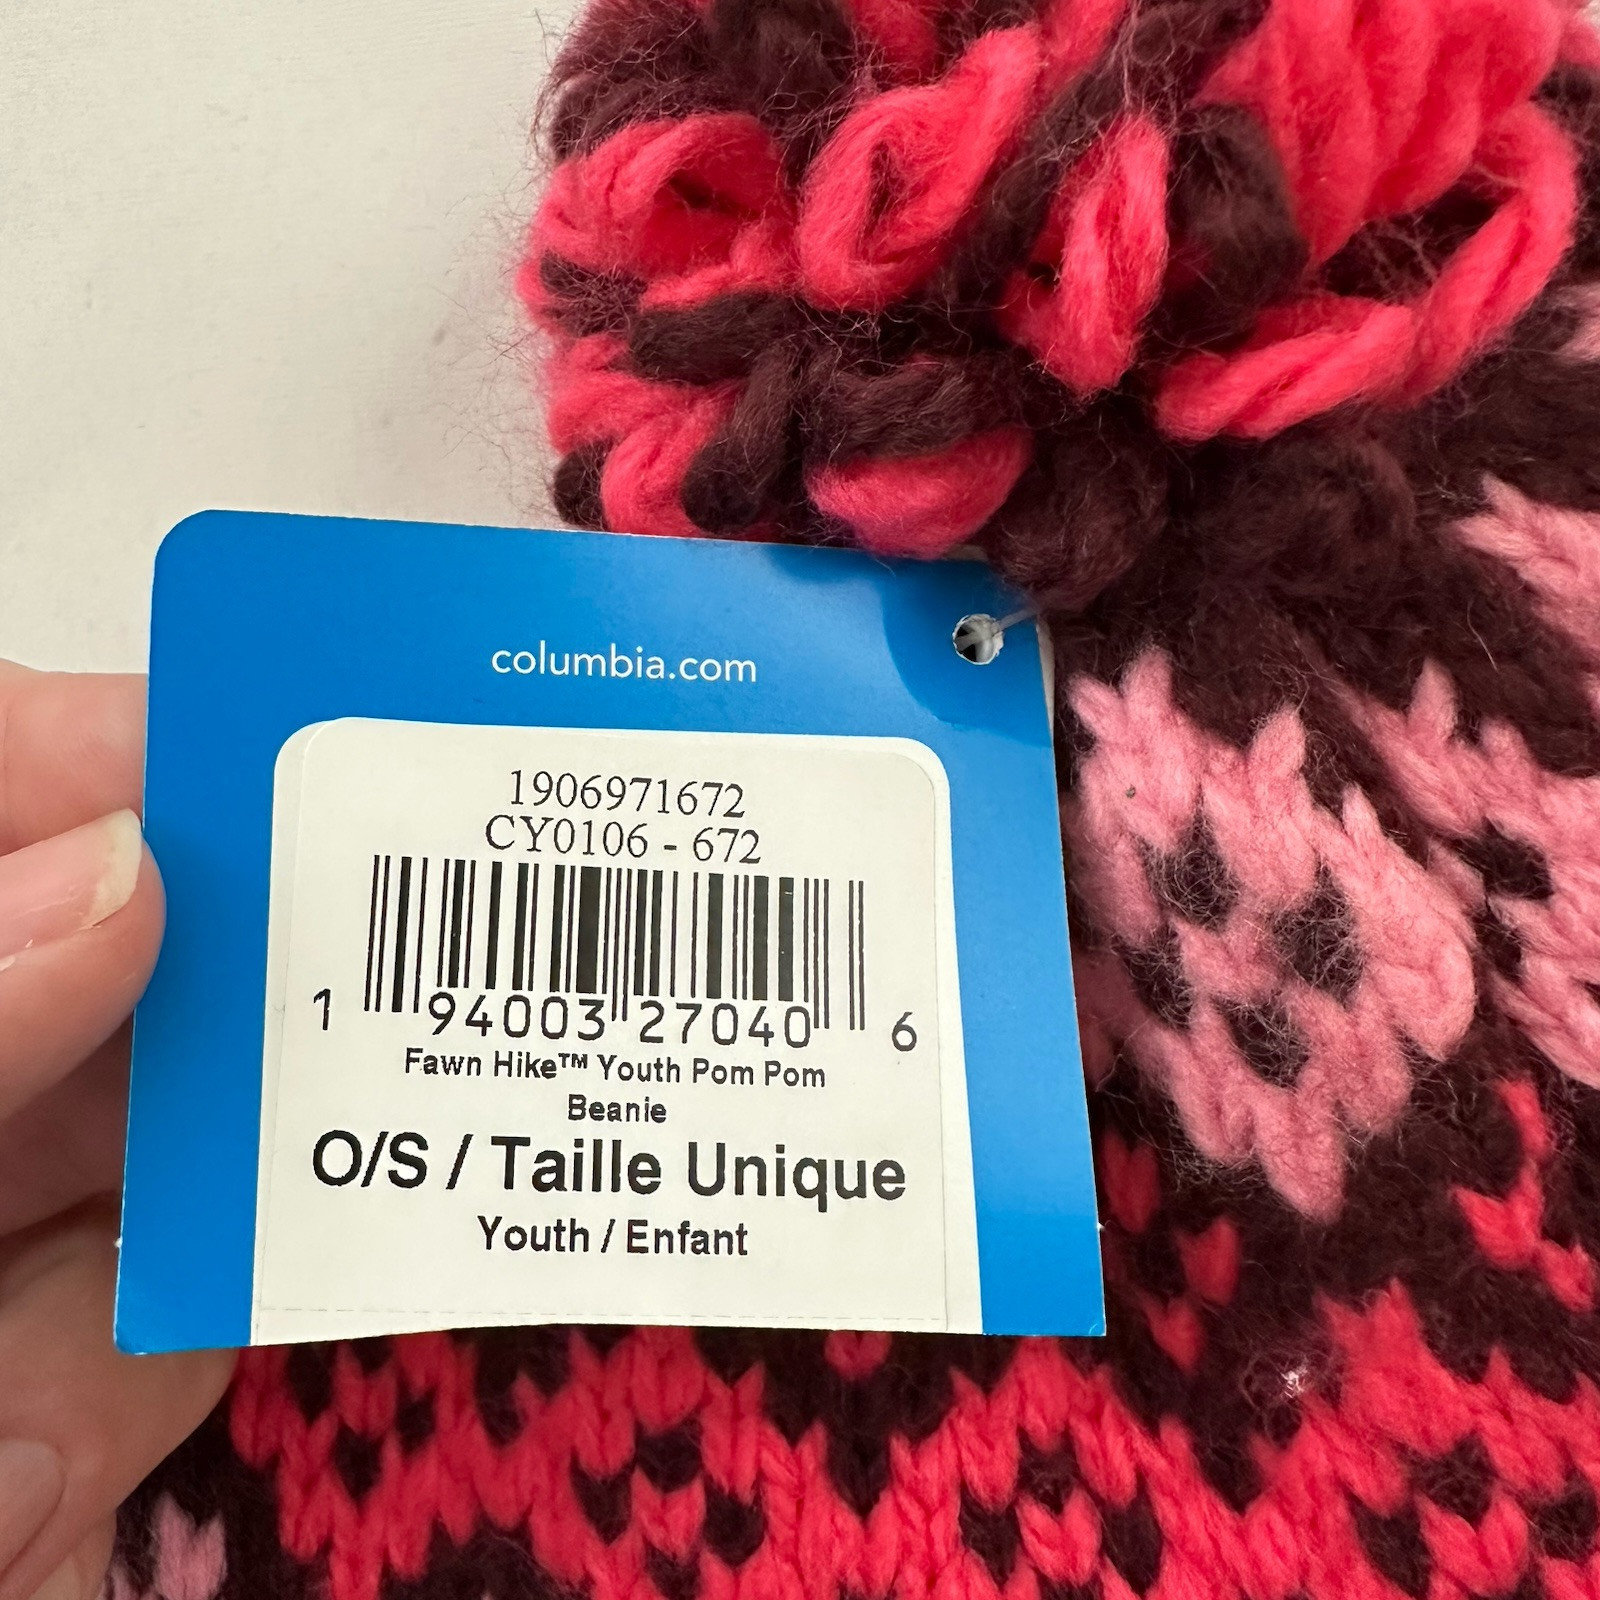 columbia.com
1906971672
CY0106 - 672
1 94003 27040 6
Fawn Hike™ Youth Pom Pom
Beanie
O/S / Taille Unique
Youth / Enfant